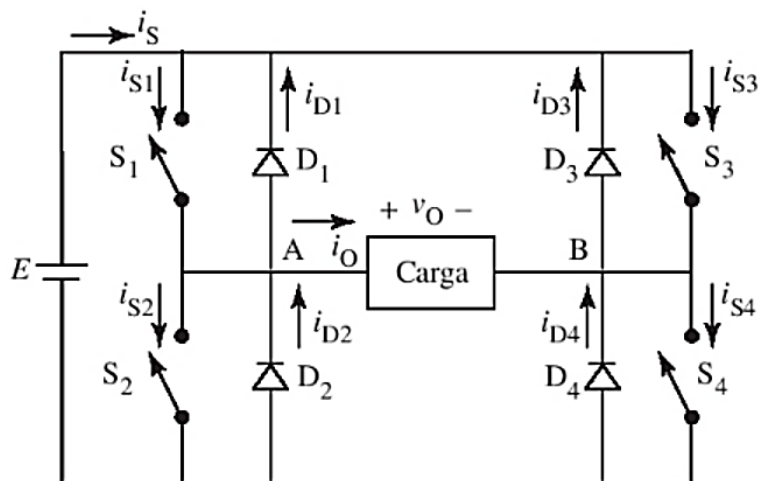 iS
iS1
iD1
iD3
iS3
S1
D1
D3
S3
+ vO −
A
iO
Carga
B
E
iS2
iD2
iD4
iS4
S2
D2
D4
S4